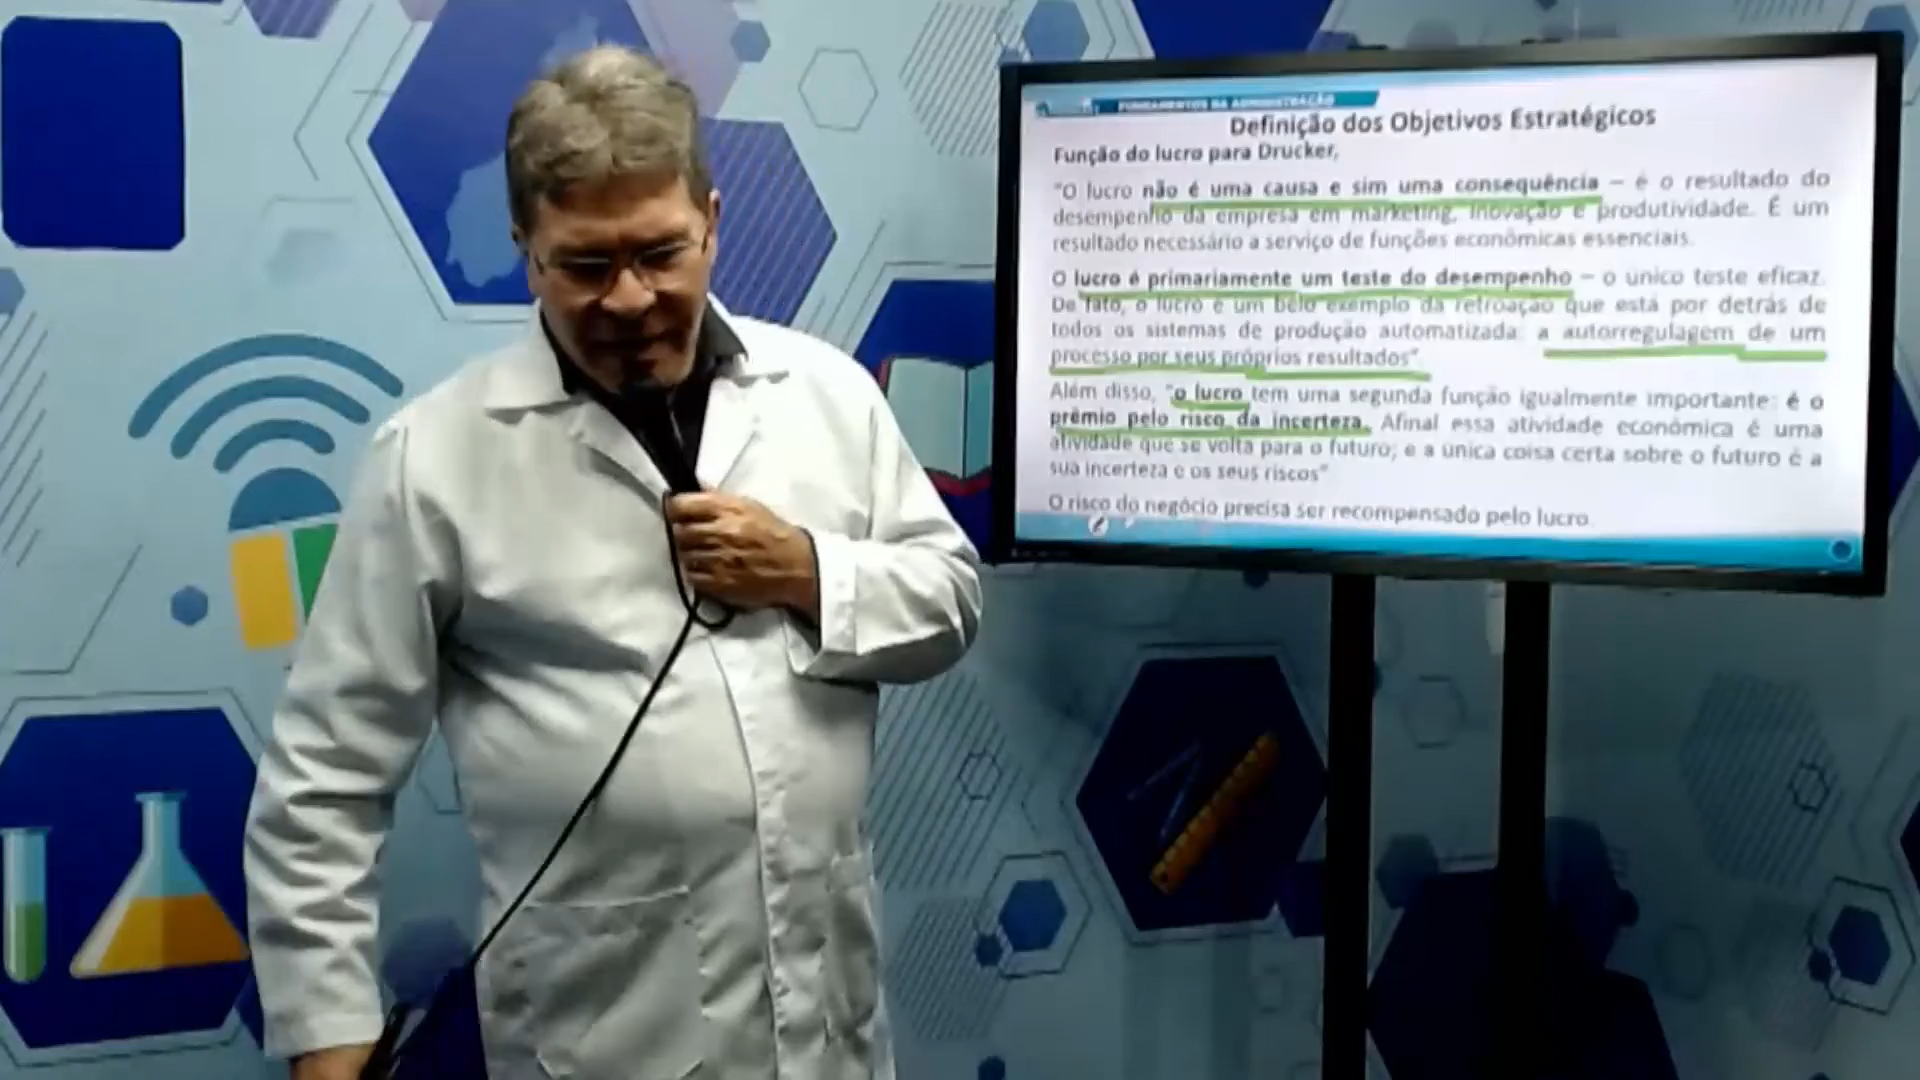 FUNDAMENTOS DA ADMINISTRAÇÃO
Definição dos Objetivos Estratégicos
Função do lucro para Drucker,
"O lucro não é uma causa e sim uma consequência – é o resultado do
desempenho da empresa em marketing, inovação e produtividade. É um
resultado necessário a serviço de funções econômicas essenciais.
O lucro é primariamente um teste do desempenho – o único teste eficaz.
De fato, o lucro é um belo exemplo da retroação que está por detrás de
todos os sistemas de produção automatizada: a autorregulagem de um
processo por seus próprios resultados".
Além disso, "o lucro tem uma segunda função igualmente importante: é o
prêmio pelo risco da incerteza. Afinal essa atividade econômica é uma
atividade que se volta para o futuro; e a única coisa certa sobre o futuro é a
sua incerteza e os seus riscos"
O risco do negócio precisa ser recompensado pelo lucro.